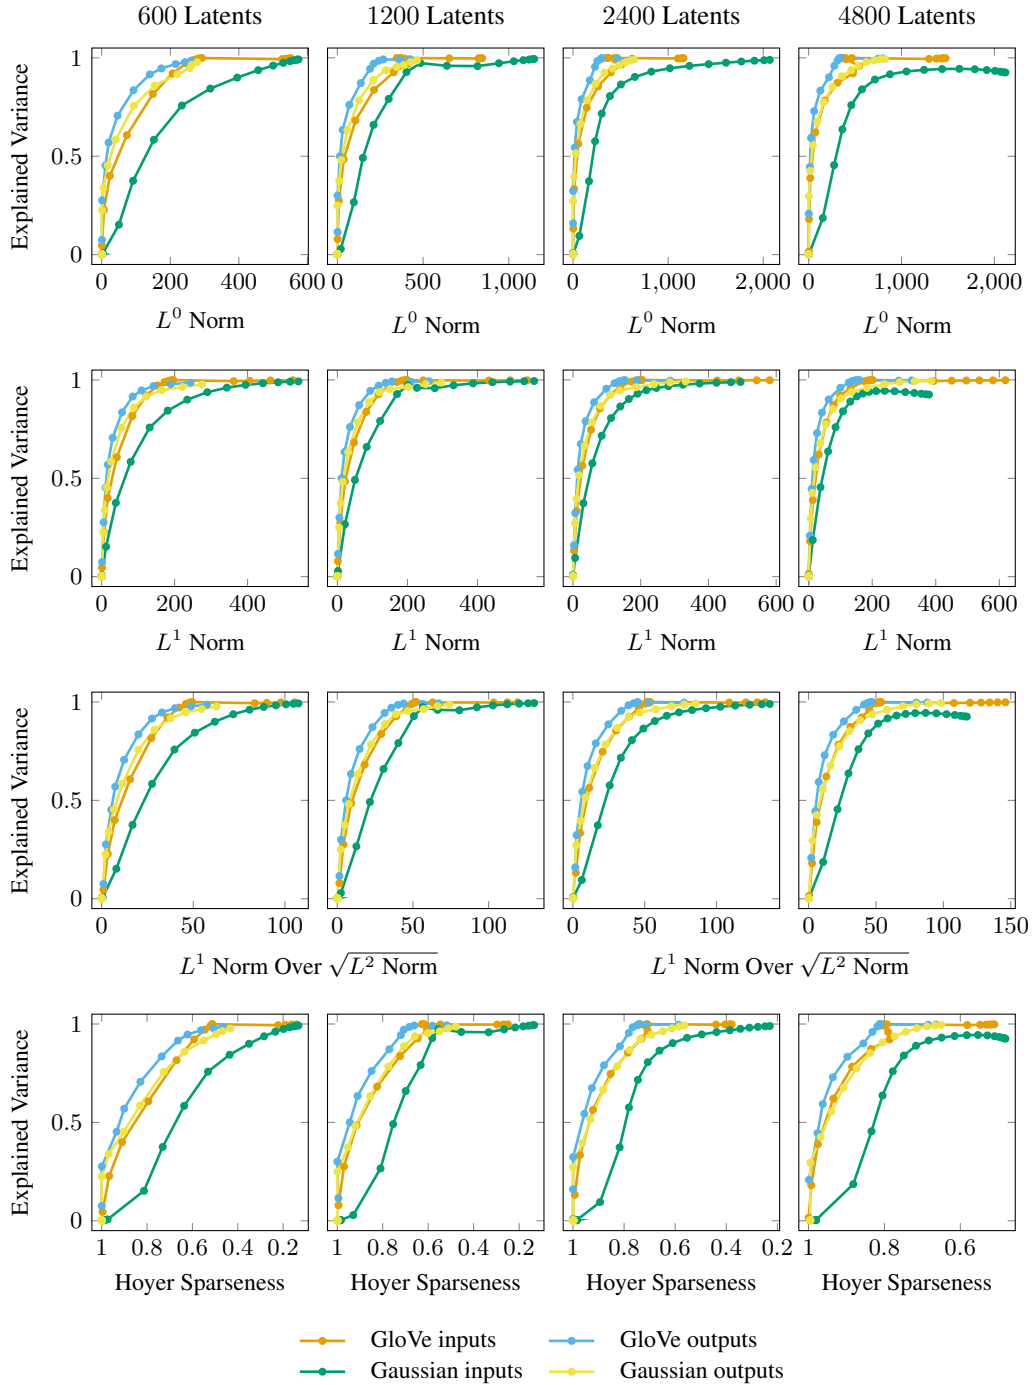 600 Latents 1200 Latents 2400 Latents 4800 Latents
Explained Variance
1
0.5
0
0 200 400 600 0 500 1,000 0 1,000 2,000 0 1,000 2,000
L⁰ Norm L⁰ Norm L⁰ Norm L⁰ Norm
Explained Variance
1
0.5
0
0 200 400 0 200 400 0 200 400 600 0 200 400 600
L¹ Norm L¹ Norm L¹ Norm L¹ Norm
Explained Variance
1
0.5
0
0 50 100 0 50 100 0 50 100 0 50 100 150
L¹ Norm Over √L² Norm L¹ Norm Over √L² Norm
Explained Variance
1
0.5
0
1 0.8 0.6 0.4 0.2 1 0.8 0.6 0.4 0.2 1 0.8 0.6 0.4 0.2 1 0.8 0.6
Hoyer Sparseness Hoyer Sparseness Hoyer Sparseness Hoyer Sparseness
GloVe inputs GloVe outputs
Gaussian inputs Gaussian outputs